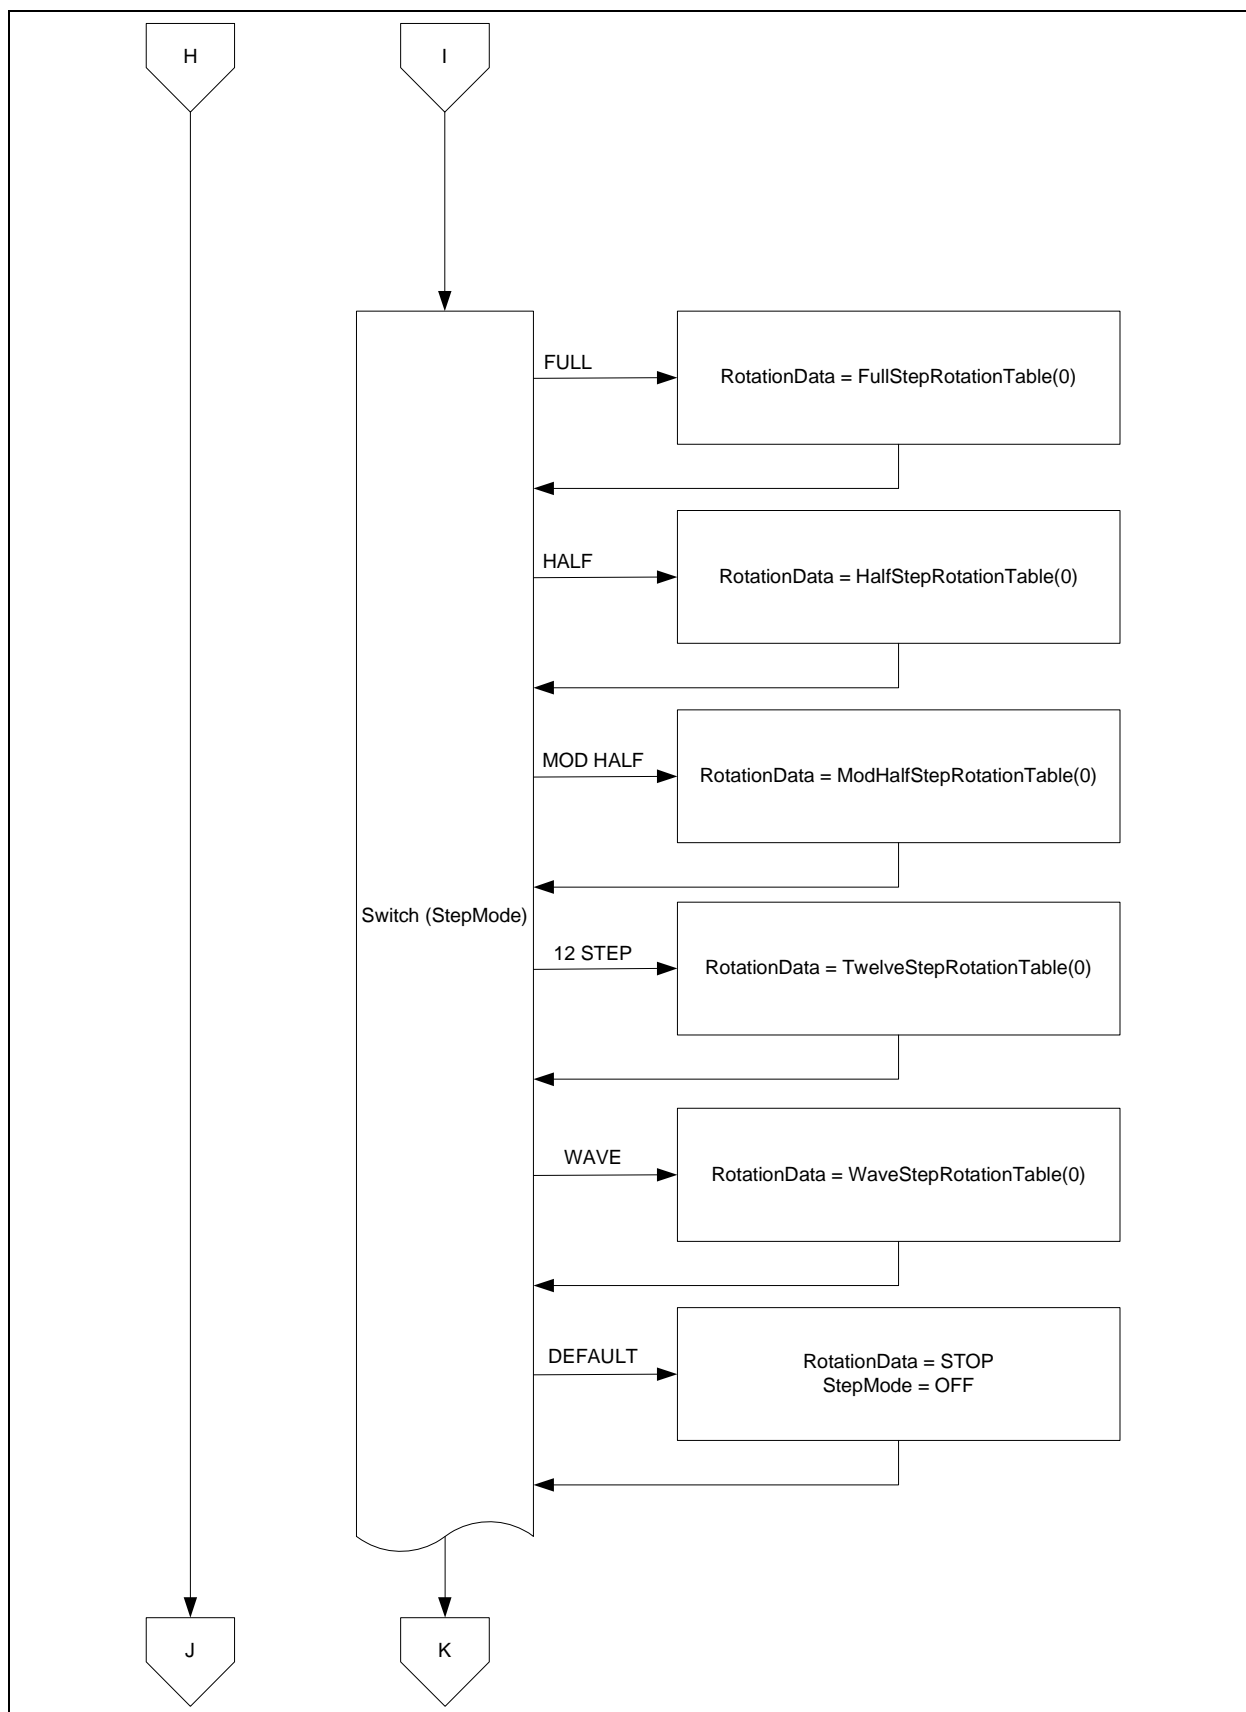 H
I
FULL
RotationData = FullStepRotationTable(0)
HALF
RotationData = HalfStepRotationTable(0)
MOD HALF
RotationData = ModHalfStepRotationTable(0)
Switch (StepMode)
12 STEP
RotationData = TwelveStepRotationTable(0)
WAVE
RotationData = WaveStepRotationTable(0)
DEFAULT
RotationData = STOP
StepMode = OFF
J
K